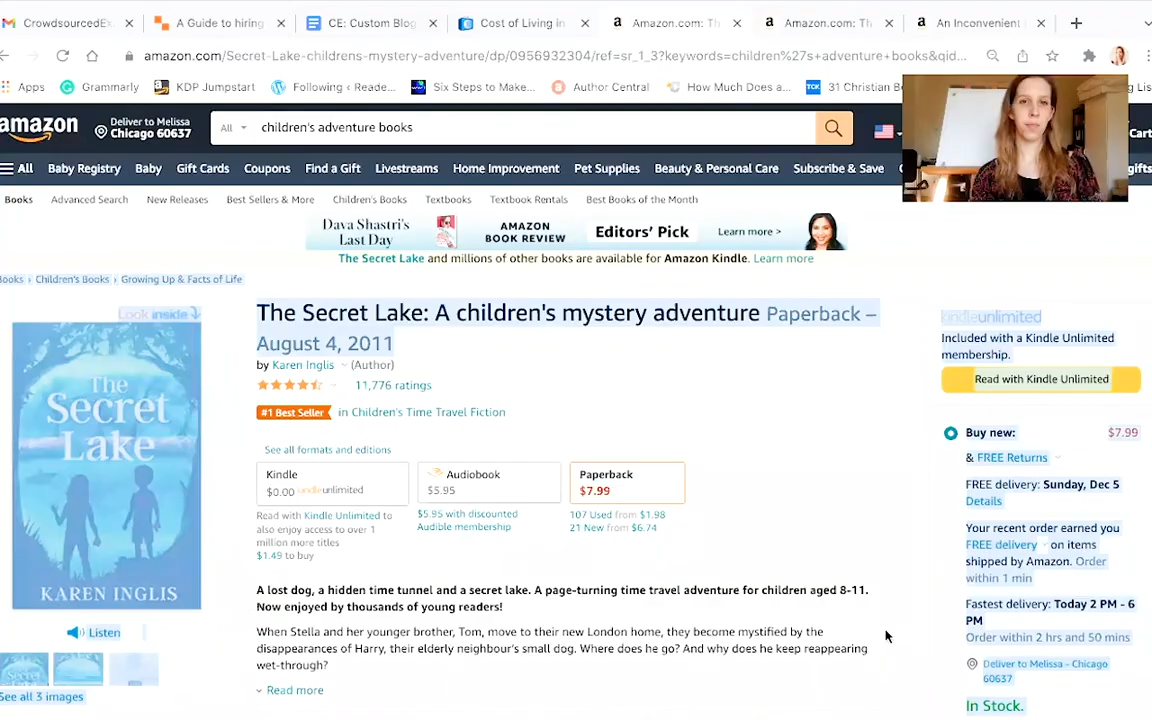 CrowdsourcedEx
A Guide to hiring
CE: Custom Blog
Cost of Living in
Amazon.com: Th
Amazon.com: Th
An Inconvenient
amazon.com/Secret-Lake-childrens-mystery-adventure/dp/0956932304/ref=sr_1_3?keywords=children%27s+adventure+books&qid...
Apps
Grammarly
KDP Jumpstart
Following ‹ Reade...
Six Steps to Make...
Author Central
How Much Does a...
31 Christian B
amazon
Deliver to Melissa
Chicago 60637
All
children's adventure books
Cart
All
Baby Registry
Baby
Gift Cards
Coupons
Find a Gift
Livestreams
Home Improvement
Pet Supplies
Beauty & Personal Care
Subscribe & Save
gifts
Books
Advanced Search
New Releases
Best Sellers & More
Children's Books
Textbooks
Textbook Rentals
Best Books of the Month
Dava Shastri's
Last Day
AMAZON
BOOK REVIEW
Editors' Pick
Learn more >
The Secret Lake and millions of other books are available for Amazon Kindle. Learn more
Books › Children's Books › Growing Up & Facts of Life
Look inside
The Secret Lake: A children's mystery adventure Paperback –
August 4, 2011
by Karen Inglis (Author)
11,776 ratings
#1 Best Seller in Children's Time Travel Fiction
See all formats and editions
Kindle
$0.00 kindleunlimited
Read with Kindle Unlimited to
also enjoy access to over 1
million more titles
$1.49 to buy
Audiobook
$5.95
$5.95 with discounted
Audible membership
Paperback
$7.99
107 Used from $1.98
21 New from $6.74
The
Secret
Lake
KAREN INGLIS
Listen
See all 3 images
A lost dog, a hidden time tunnel and a secret lake. A page-turning time travel adventure for children aged 8-11.
Now enjoyed by thousands of young readers!
When Stella and her younger brother, Tom, move to their new London home, they become mystified by the
disappearances of Harry, their elderly neighbour's small dog. Where does he go? And why does he keep reappearing
wet-through?
Read more
kindleunlimited
Included with a Kindle Unlimited
membership.
Read with Kindle Unlimited
Buy new:
$7.99
& FREE Returns
FREE delivery: Sunday, Dec 5
Details
Your recent order earned you
FREE delivery on items
shipped by Amazon. Order
within 1 min
Fastest delivery: Today 2 PM - 6
PM
Order within 2 hrs and 50 mins
Deliver to Melissa - Chicago
60637
In Stock.